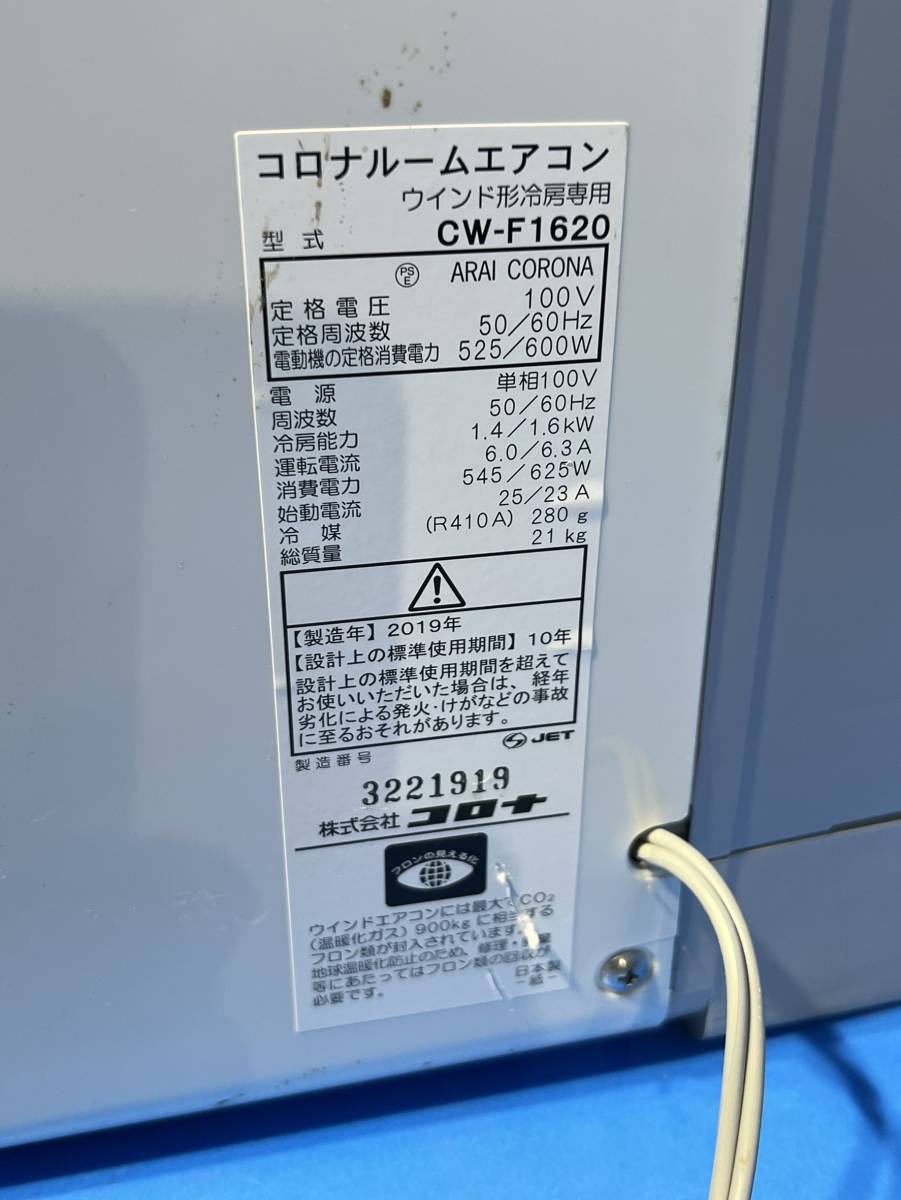 コロナルームエアコン
ウインド形冷房専用
型 式 CW-F1620
PSE ARAI CORONA
定格電圧 100V
定格周波数 50/60Hz
電動機の定格消費電力 525/600W
電 源 単相100V
周波数 50/60Hz
冷房能力 1.4/1.6kW
運転電流 6.0/6.3A
消費電力 545/625W
始動電流 25/23A
冷 媒 (R410A) 280g
総質量 21kg
【製造年】2019年
【設計上の標準使用期間】10年
設計上の標準使用期間を超えて
お使いいただいた場合は、経年
劣化による発火・けがなどの事故
に至るおそれがあります。
JET
製造番号
3221919
株式会社 コロナ
フロンの見える化
ウインドエアコンには最大でCO₂
(温暖化ガス)900kgに相当する
フロン類が封入されています。
地球温暖化防止のため、修理・廃棄
等にあたってはフロン類の回収が
必要です。
日本製
－紙－